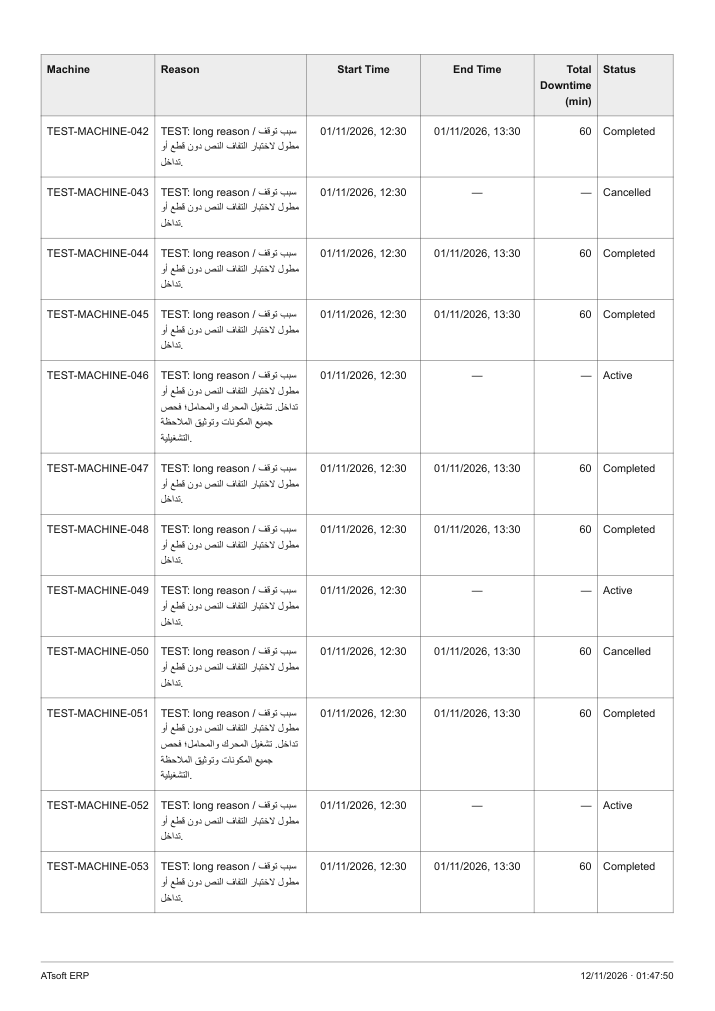 Machine Reason Start Time End Time Total Status
Downtime
(min)
TEST-MACHINE-042 TEST: long reason / سبب توقف 01/11/2026, 12:30 01/11/2026, 13:30 60 Completed
مطول لاختبار التفاف النص دون قطع أو
تداخل.
TEST-MACHINE-043 TEST: long reason / سبب توقف 01/11/2026, 12:30 — — Cancelled
مطول لاختبار التفاف النص دون قطع أو
تداخل.
TEST-MACHINE-044 TEST: long reason / سبب توقف 01/11/2026, 12:30 01/11/2026, 13:30 60 Completed
مطول لاختبار التفاف النص دون قطع أو
تداخل.
TEST-MACHINE-045 TEST: long reason / سبب توقف 01/11/2026, 12:30 01/11/2026, 13:30 60 Completed
مطول لاختبار التفاف النص دون قطع أو
تداخل.
TEST-MACHINE-046 TEST: long reason / سبب توقف 01/11/2026, 12:30 — — Active
مطول لاختبار التفاف النص دون قطع أو
تداخل. تشغيل المحرك والمحامل؛ فحص
جميع المكونات وتوثيق الملاحظة
التشغيلية.
TEST-MACHINE-047 TEST: long reason / سبب توقف 01/11/2026, 12:30 01/11/2026, 13:30 60 Completed
مطول لاختبار التفاف النص دون قطع أو
تداخل.
TEST-MACHINE-048 TEST: long reason / سبب توقف 01/11/2026, 12:30 01/11/2026, 13:30 60 Completed
مطول لاختبار التفاف النص دون قطع أو
تداخل.
TEST-MACHINE-049 TEST: long reason / سبب توقف 01/11/2026, 12:30 — — Active
مطول لاختبار التفاف النص دون قطع أو
تداخل.
TEST-MACHINE-050 TEST: long reason / سبب توقف 01/11/2026, 12:30 01/11/2026, 13:30 60 Cancelled
مطول لاختبار التفاف النص دون قطع أو
تداخل.
TEST-MACHINE-051 TEST: long reason / سبب توقف 01/11/2026, 12:30 01/11/2026, 13:30 60 Completed
مطول لاختبار التفاف النص دون قطع أو
تداخل. تشغيل المحرك والمحامل؛ فحص
جميع المكونات وتوثيق الملاحظة
التشغيلية.
TEST-MACHINE-052 TEST: long reason / سبب توقف 01/11/2026, 12:30 — — Active
مطول لاختبار التفاف النص دون قطع أو
تداخل.
TEST-MACHINE-053 TEST: long reason / سبب توقف 01/11/2026, 12:30 01/11/2026, 13:30 60 Completed
مطول لاختبار التفاف النص دون قطع أو
تداخل.
ATsoft ERP 12/11/2026 · 01:47:50